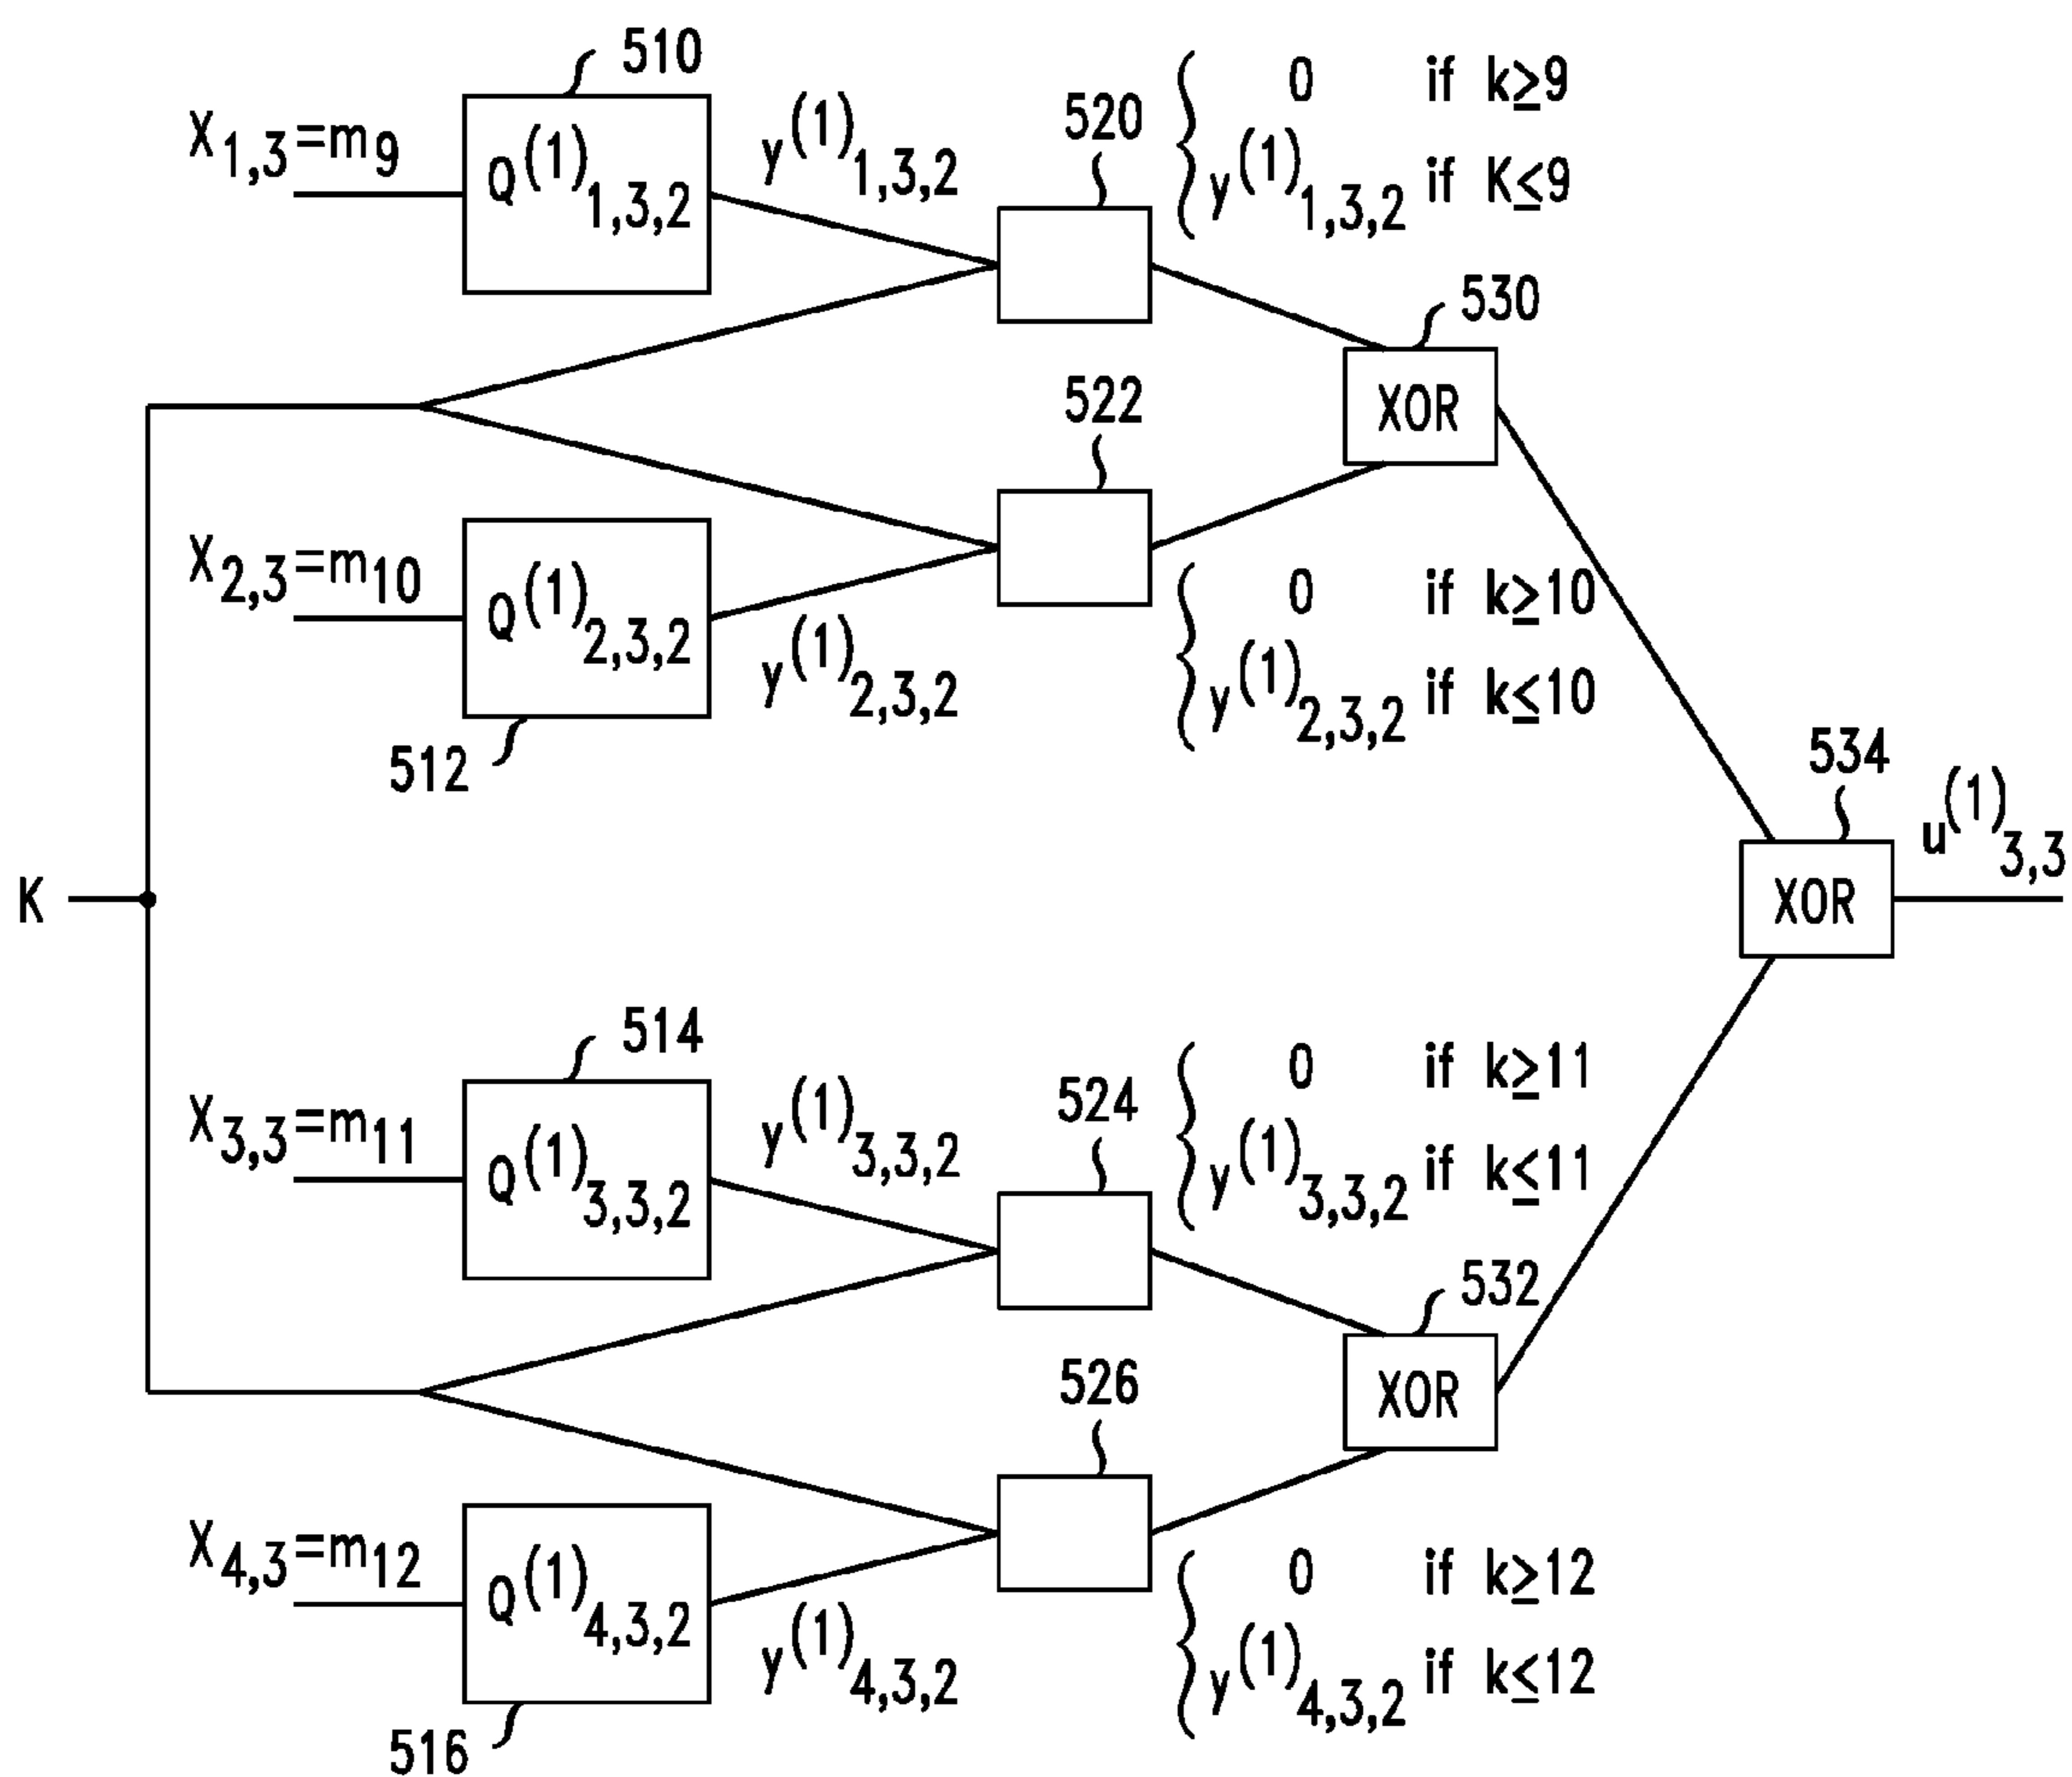 510
X1,3=m9
Q(1)1,3,2
y(1)1,3,2
520
0 if k≥9
y(1)1,3,2 if K≤9
530
XOR
522
X2,3=m10
Q(1)2,3,2
y(1)2,3,2
512
0 if k≥10
y(1)2,3,2 if k≤10
534
XOR
u(1)3,3
K
514
X3,3=m11
Q(1)3,3,2
y(1)3,3,2
524
0 if k≥11
y(1)3,3,2 if k≤11
532
XOR
526
X4,3=m12
Q(1)4,3,2
y(1)4,3,2
516
0 if k≥12
y(1)4,3,2 if k≤12